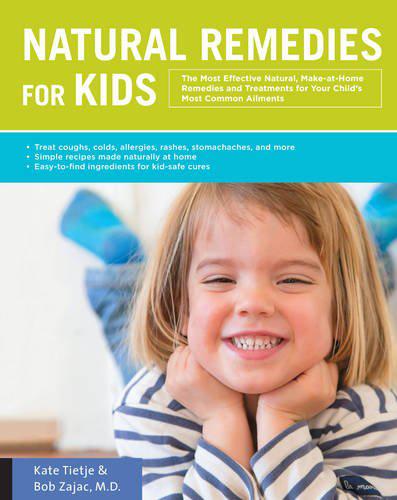 NATURAL REMEDIES
FOR KIDS
The Most Effective Natural, Make-at-Home
Remedies and Treatments for Your Child's
Most Common Ailments
• Treat coughs, colds, allergies, rashes, stomachaches, and more
• Simple recipes made naturally at home
• Easy-to-find ingredients for kid-safe cures
Kate Tietje &
Bob Zajac, M.D.